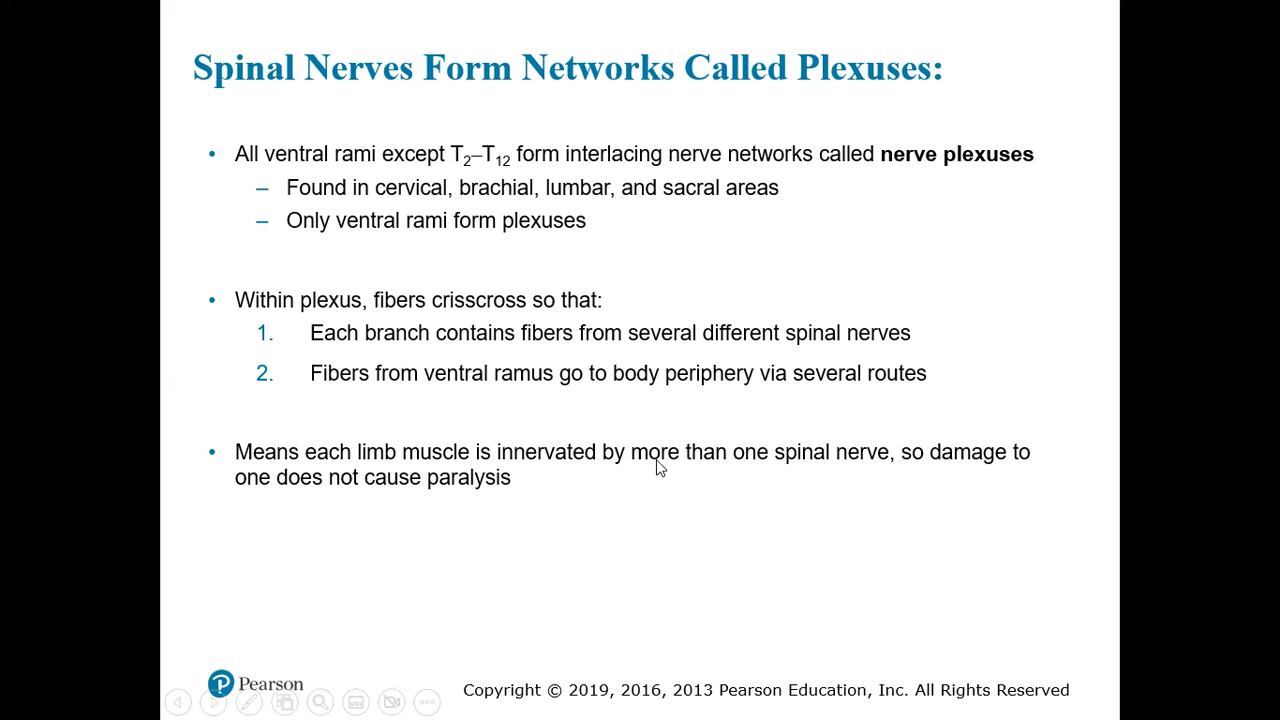 Spinal Nerves Form Networks Called Plexuses:
• All ventral rami except T2–T12 form interlacing nerve networks called nerve plexuses
– Found in cervical, brachial, lumbar, and sacral areas
– Only ventral rami form plexuses
• Within plexus, fibers crisscross so that:
1. Each branch contains fibers from several different spinal nerves
2. Fibers from ventral ramus go to body periphery via several routes
• Means each limb muscle is innervated by more than one spinal nerve, so damage to
one does not cause paralysis
P Pearson
Copyright © 2019, 2016, 2013 Pearson Education, Inc. All Rights Reserved